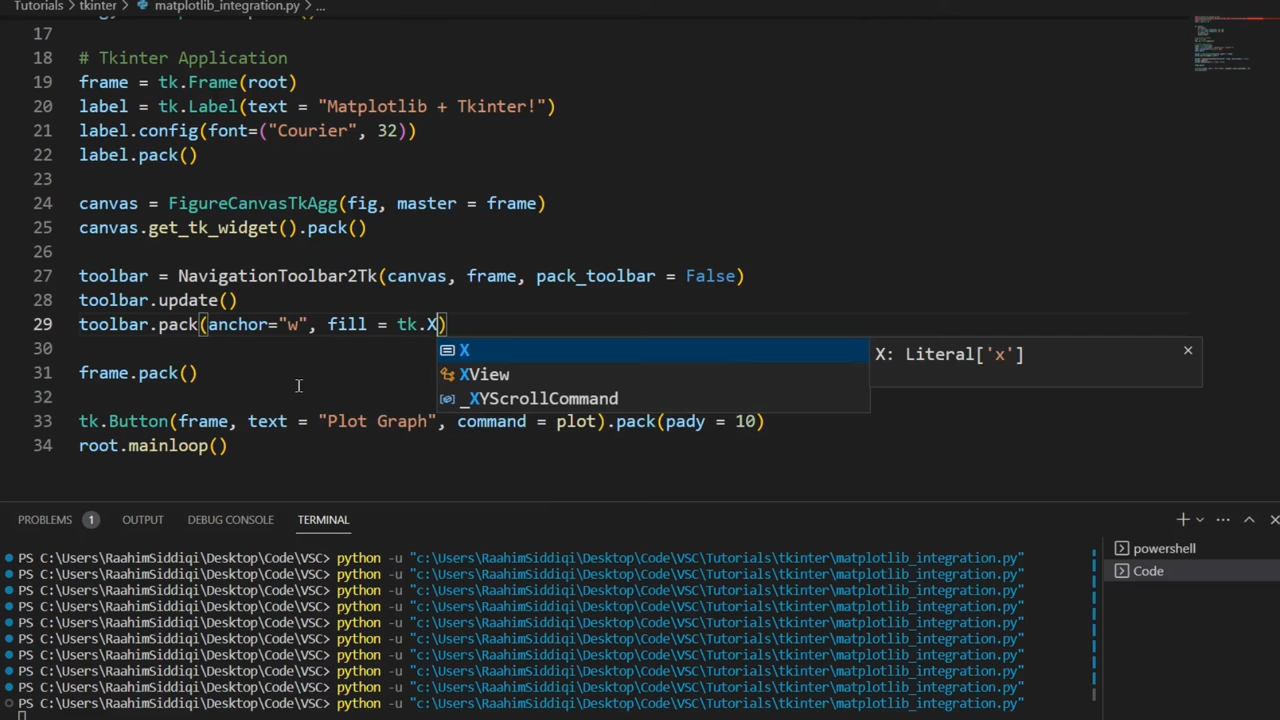 Tutorials > tkinter > matplotlib_integration.py > ...
17
18 # Tkinter Application
19 frame = tk.Frame(root)
20 label = tk.Label(text = "Matplotlib + Tkinter!")
21 label.config(font=("Courier", 32))
22 label.pack()
23
24 canvas = FigureCanvasTkAgg(fig, master = frame)
25 canvas.get_tk_widget().pack()
26
27 toolbar = NavigationToolbar2Tk(canvas, frame, pack_toolbar = False)
28 toolbar.update()
29 toolbar.pack(anchor="w", fill = tk.X)
30
X
X: Literal['x']
XView
_XYScrollCommand
31 frame.pack()
32
33 tk.Button(frame, text = "Plot Graph", command = plot).pack(pady = 10)
34 root.mainloop()
PROBLEMS 1 OUTPUT DEBUG CONSOLE TERMINAL
PS C:\Users\RaahimSiddiqi\Desktop\Code\VSC> python -u "c:\Users\RaahimSiddiqi\Desktop\Code\VSC\Tutorials\tkinter\matplotlib_integration.py"
PS C:\Users\RaahimSiddiqi\Desktop\Code\VSC> python -u "c:\Users\RaahimSiddiqi\Desktop\Code\VSC\Tutorials\tkinter\matplotlib_integration.py"
PS C:\Users\RaahimSiddiqi\Desktop\Code\VSC> python -u "c:\Users\RaahimSiddiqi\Desktop\Code\VSC\Tutorials\tkinter\matplotlib_integration.py"
PS C:\Users\RaahimSiddiqi\Desktop\Code\VSC> python -u "c:\Users\RaahimSiddiqi\Desktop\Code\VSC\Tutorials\tkinter\matplotlib_integration.py"
PS C:\Users\RaahimSiddiqi\Desktop\Code\VSC> python -u "c:\Users\RaahimSiddiqi\Desktop\Code\VSC\Tutorials\tkinter\matplotlib_integration.py"
PS C:\Users\RaahimSiddiqi\Desktop\Code\VSC> python -u "c:\Users\RaahimSiddiqi\Desktop\Code\VSC\Tutorials\tkinter\matplotlib_integration.py"
PS C:\Users\RaahimSiddiqi\Desktop\Code\VSC> python -u "c:\Users\RaahimSiddiqi\Desktop\Code\VSC\Tutorials\tkinter\matplotlib_integration.py"
PS C:\Users\RaahimSiddiqi\Desktop\Code\VSC> python -u "c:\Users\RaahimSiddiqi\Desktop\Code\VSC\Tutorials\tkinter\matplotlib_integration.py"
PS C:\Users\RaahimSiddiqi\Desktop\Code\VSC> python -u "c:\Users\RaahimSiddiqi\Desktop\Code\VSC\Tutorials\tkinter\matplotlib_integration.py"
PS C:\Users\RaahimSiddiqi\Desktop\Code\VSC> python -u "c:\Users\RaahimSiddiqi\Desktop\Code\VSC\Tutorials\tkinter\matplotlib_integration.py"
powershell
Code